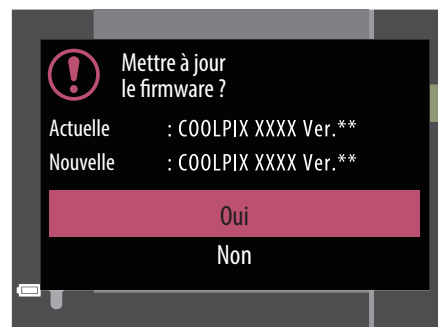 Mettre à jour
le firmware ?
Actuelle : COOLPIX XXXX Ver.**
Nouvelle : COOLPIX XXXX Ver.**
Oui
Non